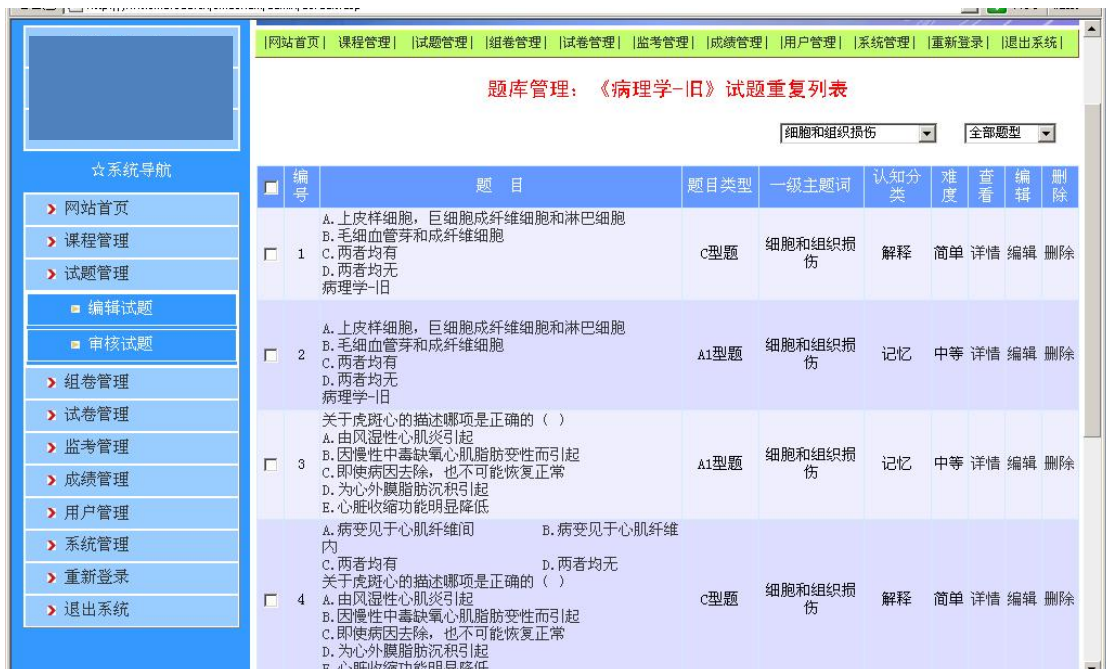 |网站首页| 课程管理| |试题管理| |组卷管理| |试卷管理| |监考管理| |成绩管理| |用户管理| |系统管理| |重新登录| |退出系统|
题库管理：《病理学-旧》试题重复列表
细胞和组织损伤 全部题型
☆系统导航
网站首页
课程管理
试题管理
编辑试题
审核试题
组卷管理
试卷管理
监考管理
成绩管理
用户管理
系统管理
重新登录
退出系统
编号 题 目 题目类型 一级主题词 认知分类 难度 查看 编辑 删除
A.上皮样细胞，巨细胞成纤维细胞和淋巴细胞
B.毛细血管芽和成纤维细胞
1 C.两者均有 C型题 细胞和组织损伤 解释 简单 详情 编辑 删除
D.两者均无
病理学-旧
A.上皮样细胞，巨细胞成纤维细胞和淋巴细胞
B.毛细血管芽和成纤维细胞
2 C.两者均有 A1型题 细胞和组织损伤 记忆 中等 详情 编辑 删除
D.两者均无
病理学-旧
关于虎斑心的描述哪项是正确的（ ）
A.由风湿性心肌炎引起
B.因慢性中毒缺氧心肌脂肪变性而引起
3 C.即使病因去除，也不可能恢复正常 A1型题 细胞和组织损伤 记忆 中等 详情 编辑 删除
D.为心外膜脂肪沉积引起
E.心脏收缩功能明显降低
A.病变见于心肌纤维间 B.病变见于心肌纤维
内
C.两者均有 D.两者均无
关于虎斑心的描述哪项是正确的（ ）
4 A.由风湿性心肌炎引起 C型题 细胞和组织损伤 解释 简单 详情 编辑 删除
B.因慢性中毒缺氧心肌脂肪变性而引起
C.即使病因去除，也不可能恢复正常
D.为心外膜脂肪沉积引起
E.心脏收缩功能明显降低